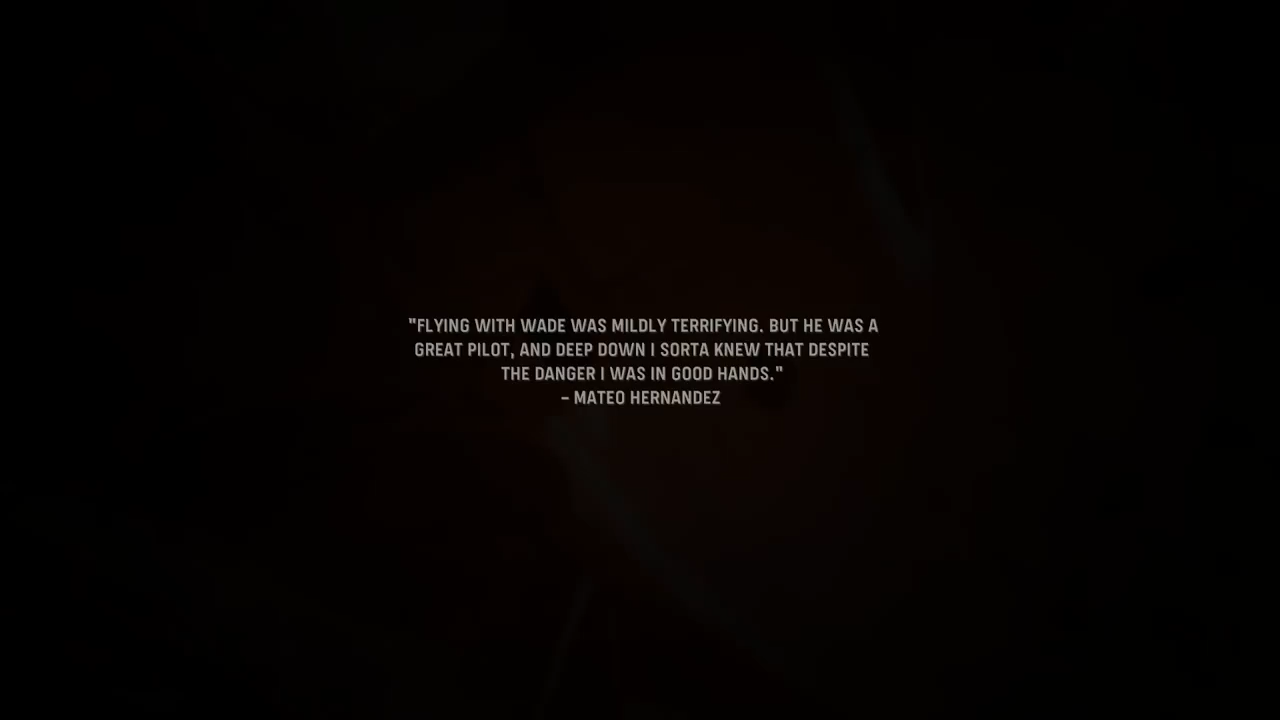 "FLYING WITH WADE WAS MILDLY TERRIFYING. BUT HE WAS A
GREAT PILOT, AND DEEP DOWN I SORTA KNEW THAT DESPITE
THE DANGER I WAS IN GOOD HANDS."
– MATEO HERNANDEZ